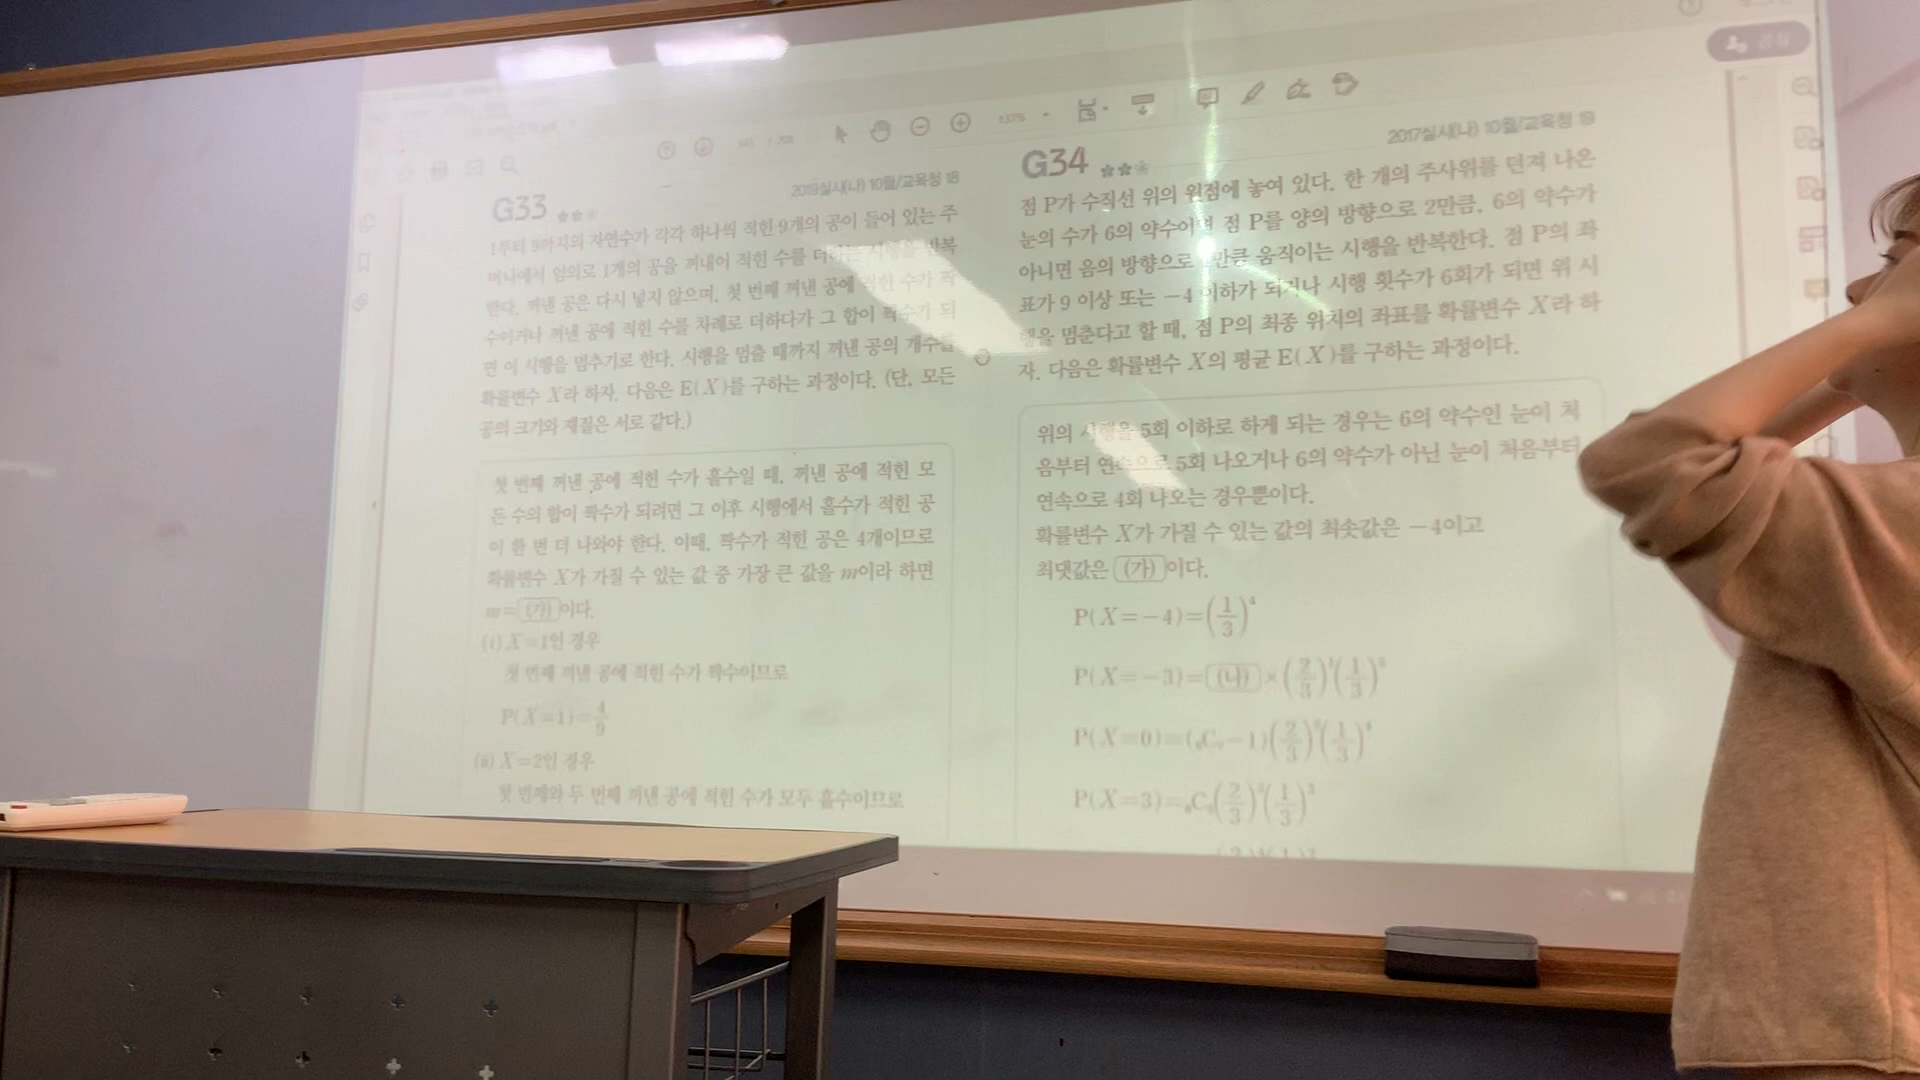 137%
G33
2019실시(나) 10월/교육청 18
1부터 9까지의 자연수가 각각 하나씩 적힌 9개의 공이 들어 있는 주
머니에서 임의로 1개의 공을 꺼내어 적힌 수를 더하는 시행을 반복
한다. 꺼낸 공은 다시 넣지 않으며, 첫 번째 꺼낸 공에 적힌 수가 짝
수이거나 꺼낸 공에 적힌 수를 차례로 더하다가 그 합이 짝수가 되
면 이 시행을 멈추기로 한다. 시행을 멈출 때까지 꺼낸 공의 개수를
확률변수 X라 하자. 다음은 E(X)를 구하는 과정이다. (단, 모든
공의 크기와 재질은 서로 같다.)
첫 번째 꺼낸 공에 적힌 수가 홀수일 때, 꺼낸 공에 적힌 모
든 수의 합이 짝수가 되려면 그 이후 시행에서 홀수가 적힌 공
이 한 번 더 나와야 한다. 이때, 짝수가 적힌 공은 4개이므로
확률변수 X가 가질 수 있는 값 중 가장 큰 값을 m이라 하면
m=(가)이다.
(i) X=1인 경우
첫 번째 꺼낸 공에 적힌 수가 짝수이므로
P(X=1)=4/9
(ii) X=2인 경우
첫 번째와 두 번째 꺼낸 공에 적힌 수가 모두 홀수이므로
G34
2017실시(나) 10월/교육청 19
점 P가 수직선 위의 원점에 놓여 있다. 한 개의 주사위를 던져 나온
눈의 수가 6의 약수이면 점 P를 양의 방향으로 2만큼, 6의 약수가
아니면 음의 방향으로 만큼 움직이는 시행을 반복한다. 점 P의 좌
표가 9 이상 또는 -4 이하가 되거나 시행 횟수가 6회가 되면 위 시
행을 멈춘다고 할 때, 점 P의 최종 위치의 좌표를 확률변수 X라 하
자. 다음은 확률변수 X의 평균 E(X)를 구하는 과정이다.
위의 시행을 5회 이하로 하게 되는 경우는 6의 약수인 눈이 처
음부터 연속으로 5회 나오거나 6의 약수가 아닌 눈이 처음부터
연속으로 4회 나오는 경우뿐이다.
확률변수 X가 가질 수 있는 값의 최솟값은 -4이고
최댓값은 (가)이다.
P(X=-4)=(1/3)^4
P(X=-3)=(나)×(2/3)^1(1/3)^5
P(X=0)=(₆C₂-1)(2/3)^2(1/3)^4
P(X=3)=₆C₃(2/3)^3(1/3)^3